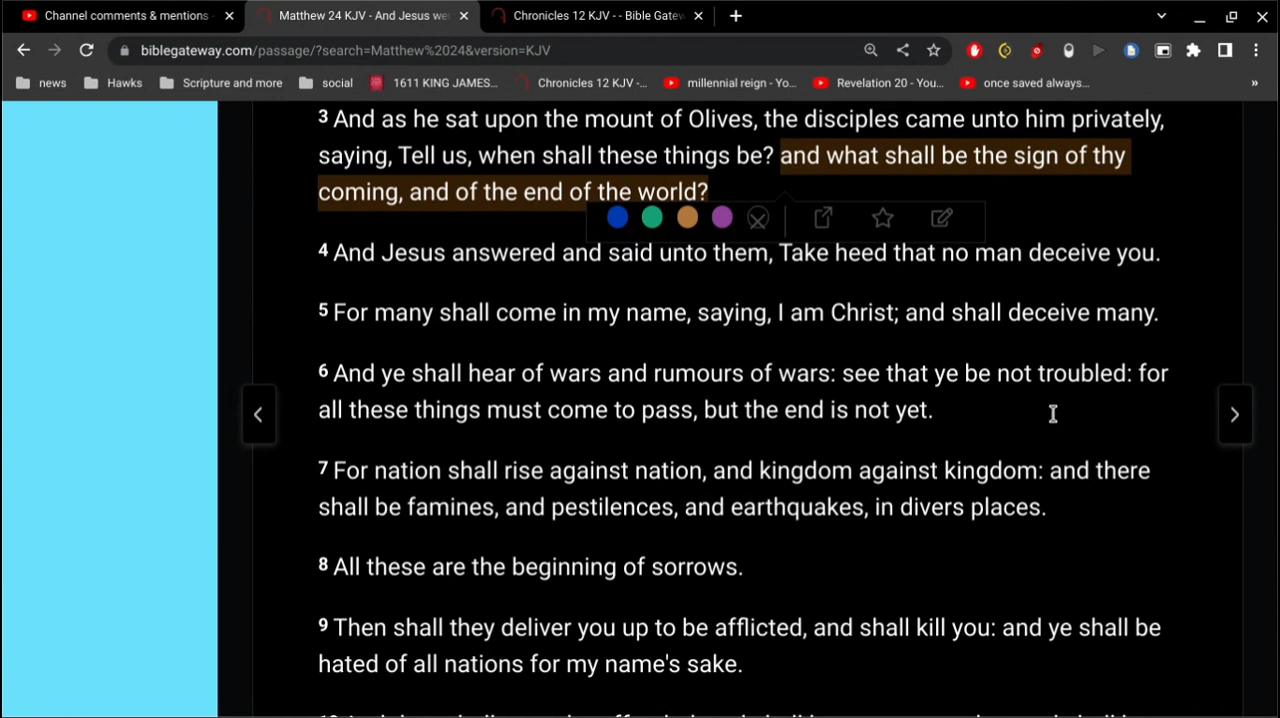 Channel comments & mentions
Matthew 24 KJV - And Jesus we
Chronicles 12 KJV - - Bible Gatew
biblegateway.com/passage/?search=Matthew%2024&version=KJV
news
Hawks
Scripture and more
social
1611 KING JAMES...
Chronicles 12 KJV -...
millennial reign - Yo...
Revelation 20 - You...
once saved always...
»
3 And as he sat upon the mount of Olives, the disciples came unto him privately,
saying, Tell us, when shall these things be? and what shall be the sign of thy
coming, and of the end of the world?
4 And Jesus answered and said unto them, Take heed that no man deceive you.
5 For many shall come in my name, saying, I am Christ; and shall deceive many.
6 And ye shall hear of wars and rumours of wars: see that ye be not troubled: for
all these things must come to pass, but the end is not yet.
7 For nation shall rise against nation, and kingdom against kingdom: and there
shall be famines, and pestilences, and earthquakes, in divers places.
8 All these are the beginning of sorrows.
9 Then shall they deliver you up to be afflicted, and shall kill you: and ye shall be
hated of all nations for my name's sake.